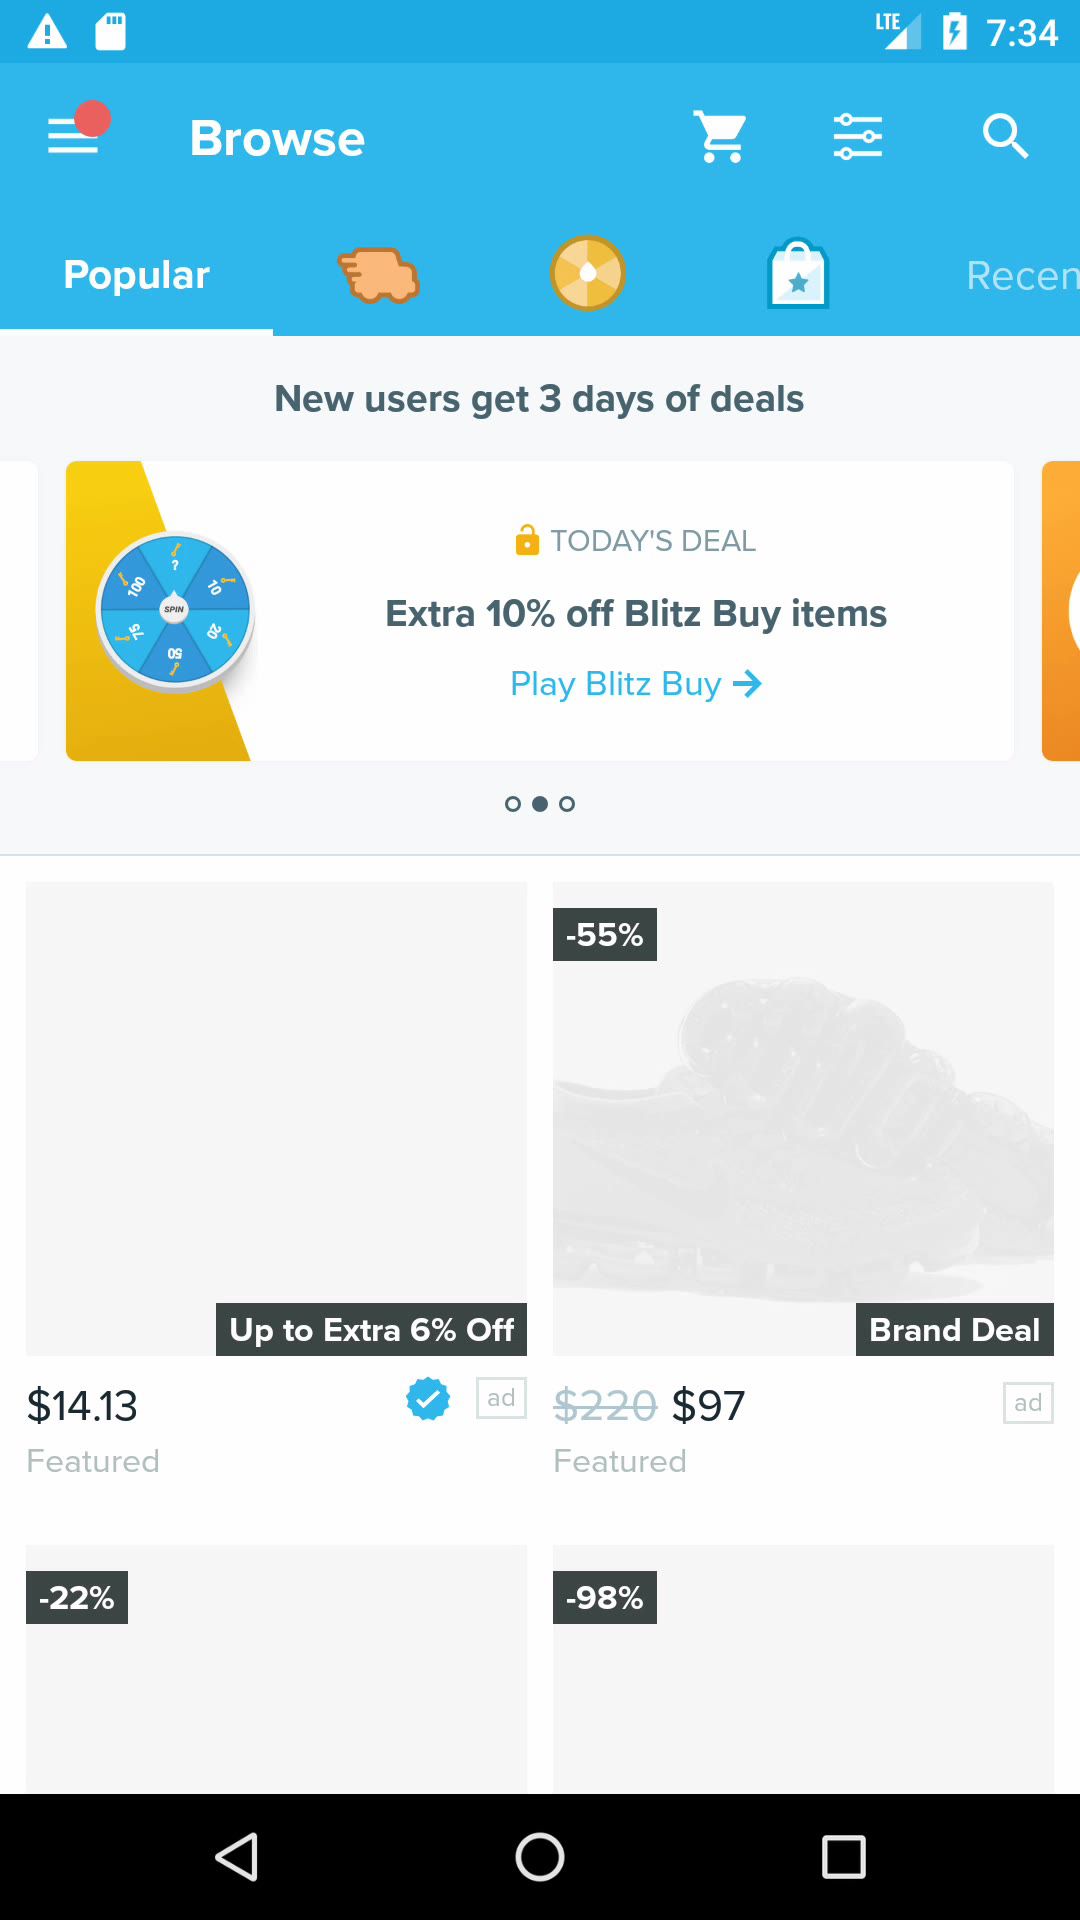 LTE 7:34
Browse
Popular
Recen
New users get 3 days of deals
TODAY'S DEAL
Extra 10% off Blitz Buy items
Play Blitz Buy
? 10 20 50 75 100
SPIN
-55%
Up to Extra 6% Off
Brand Deal
$14.13 ad
$220 $97 ad
Featured
Featured
-22%
-98%